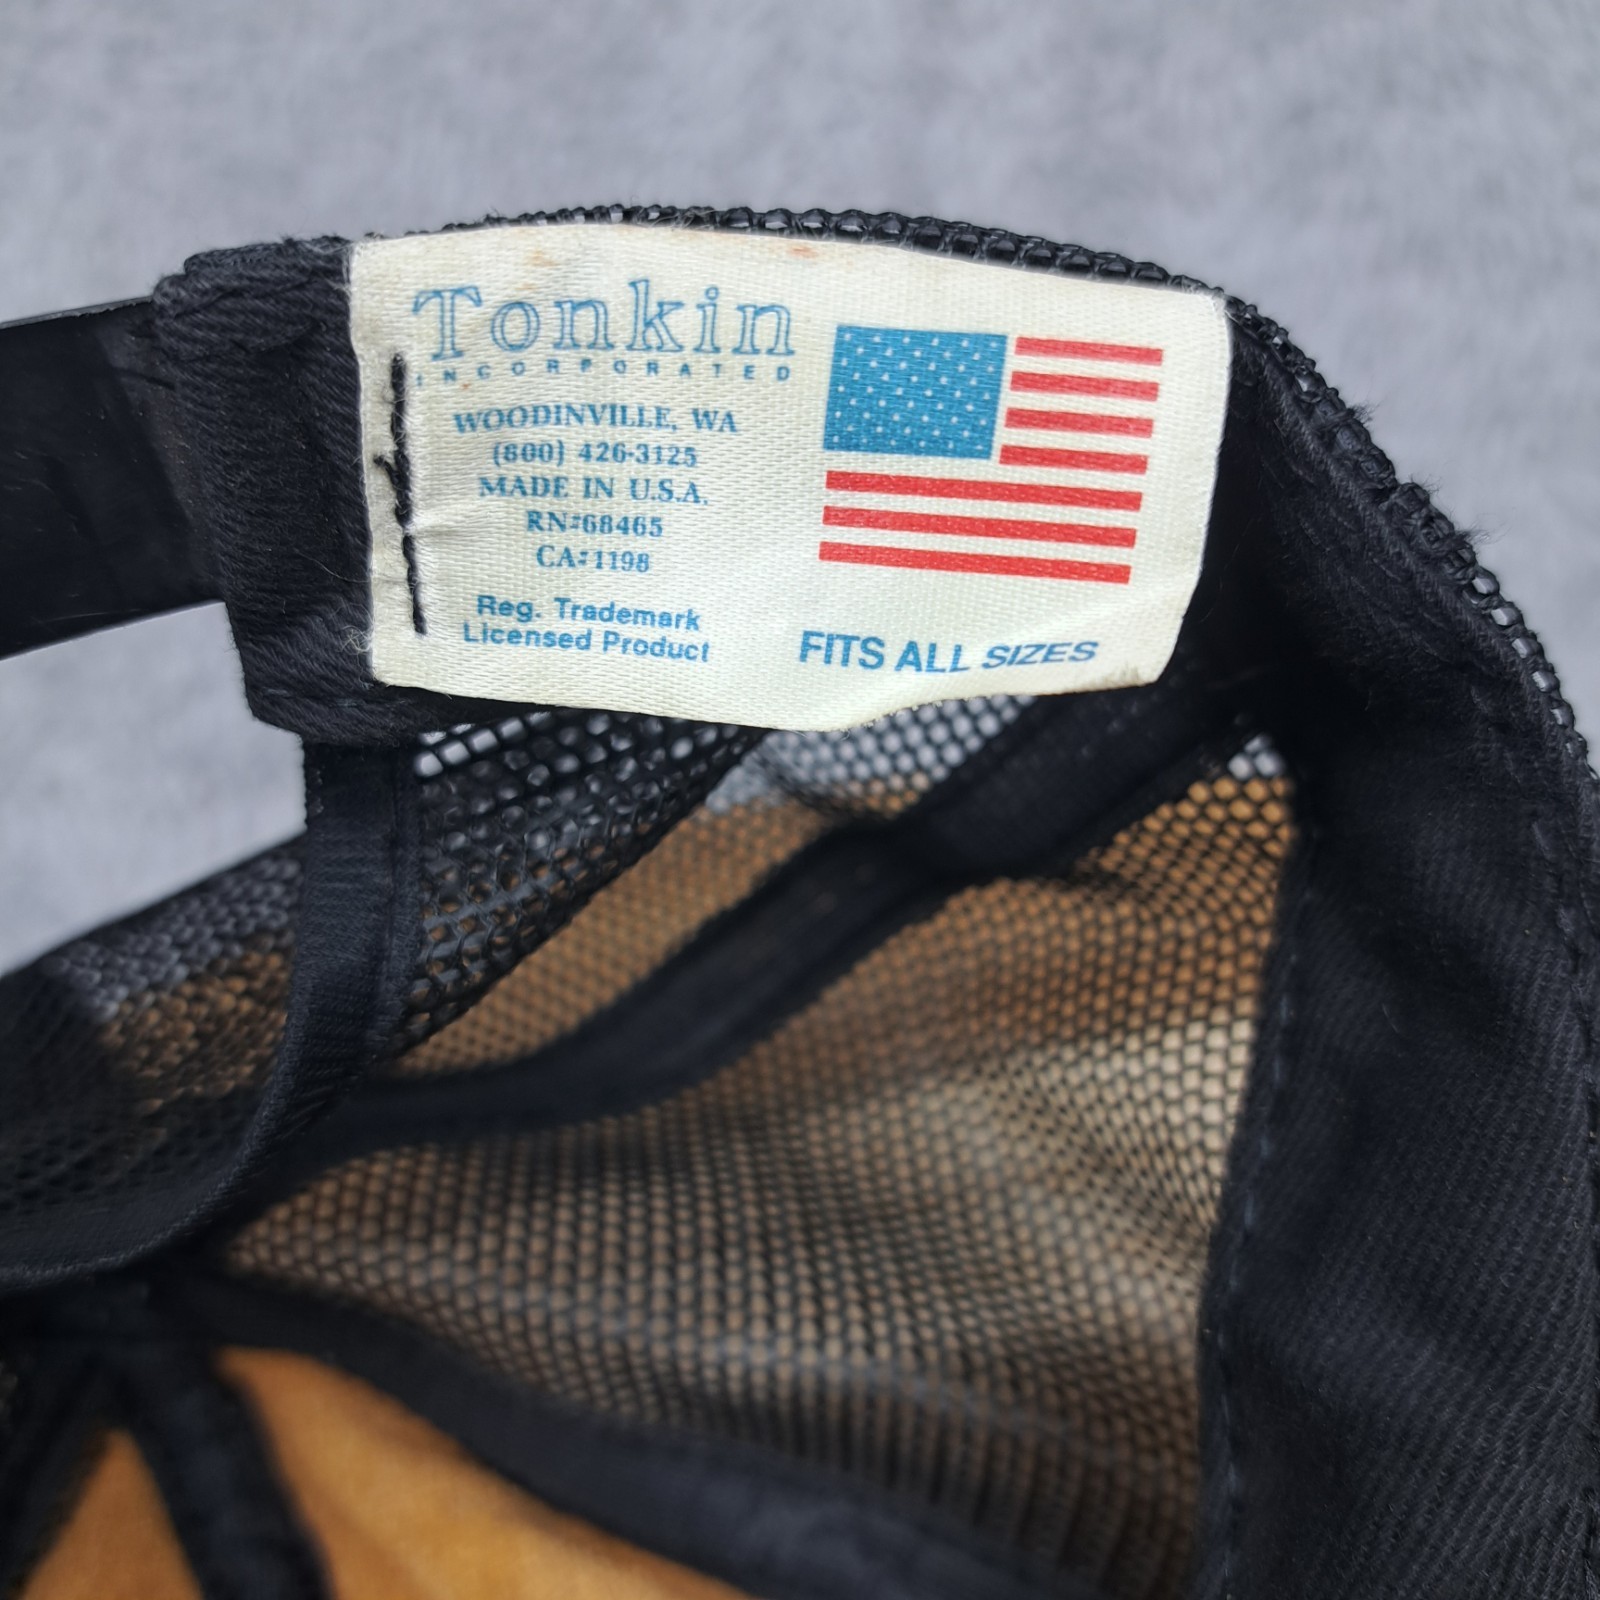 Tonkin
INCORPORATED
WOODINVILLE, WA
(800) 426-3125
MADE IN U.S.A.
RN#68465
CA#1198
Reg. Trademark
Licensed Product
FITS ALL SIZES